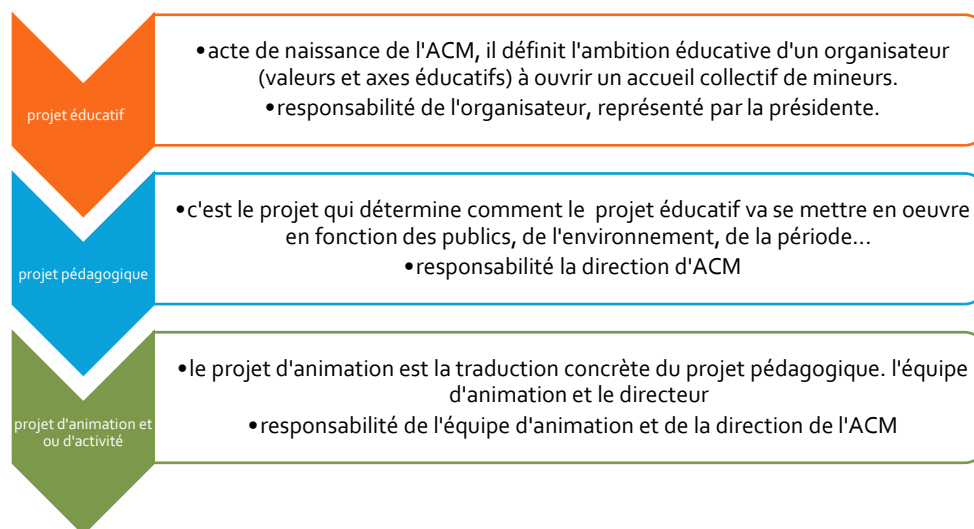 projet éducatif
•acte de naissance de l'ACM, il définit l'ambition éducative d'un organisateur
(valeurs et axes éducatifs) à ouvrir un accueil collectif de mineurs.
•responsabilité de l'organisateur, représenté par la présidente.
projet pédagogique
•c'est le projet qui détermine comment le projet éducatif va se mettre en oeuvre
en fonction des publics, de l'environnement, de la période...
•responsabilité la direction d'ACM
projet d'animation et
ou d'activité
•le projet d'animation est la traduction concrète du projet pédagogique. l'équipe
d'animation et le directeur
•responsabilité de l'équipe d'animation et de la direction de l'ACM